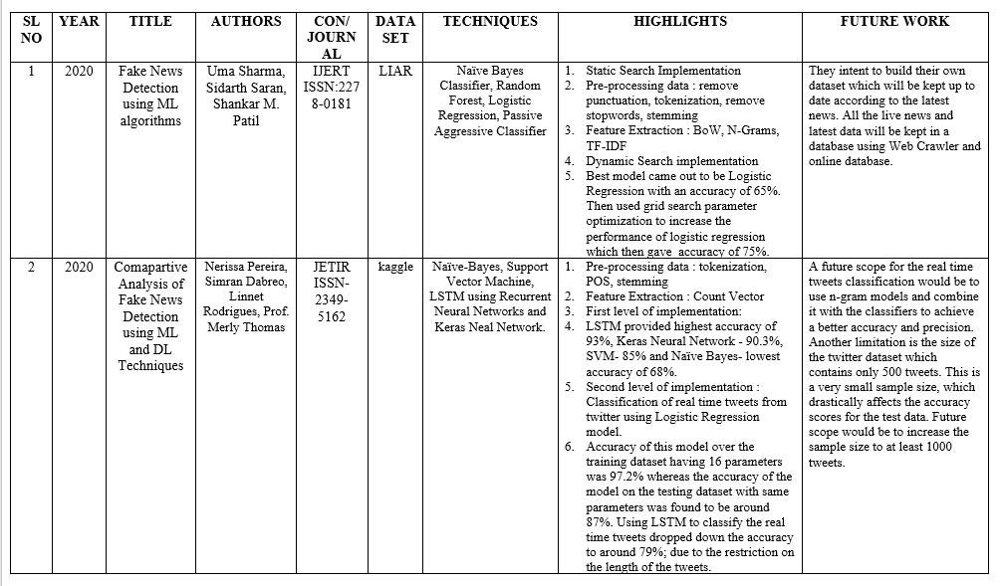 SL NO
YEAR
TITLE
AUTHORS
CON/
JOURN
AL
DATA
SET
TECHNIQUES
HIGHLIGHTS
FUTURE WORK
1
2020
Fake News
Detection
using ML
algorithms
Uma Sharma,
Sidarth Saran,
Shankar M.
Patil
IJERT
ISSN:227
8-0181
LIAR
Naïve Bayes
Classifier, Random
Forest, Logistic
Regression, Passive
Aggressive Classifier
1. Static Search Implementation
2. Pre-processing data : remove
punctuation, tokenization, remove
stopwords, stemming
3. Feature Extraction : BoW, N-Grams,
TF-IDF
4. Dynamic Search implementation
5. Best model came out to be Logistic
Regression with an accuracy of 65%.
Then used grid search parameter
optimization to increase the
performance of logistic regression
which then gave accuracy of 75%.
They intent to build their own
dataset which will be kept up to
date according to the latest
news. All the live news and
latest data will be kept in a
database using Web Crawler and
online database.
2
2020
Comapartive
Analysis of
Fake News
Detection
using ML
and DL
Techniques
Nerissa Pereira,
Simran Dabreo,
Linnet
Rodrigues, Prof.
Merly Thomas
JETIR
ISSN-
2349-
5162
kaggle
Naïve-Bayes, Support
Vector Machine,
LSTM using Recurrent
Neural Networks and
Keras Neal Network.
1. Pre-processing data : tokenization,
POS, stemming
2. Feature Extraction : Count Vector
3. First level of implementation:
4. LSTM provided highest accuracy of
93%, Keras Neural Network - 90.3%,
SVM- 85% and Naïve Bayes- lowest
accuracy of 68%.
5. Second level of implementation :
Classification of real time tweets from
twitter using Logistic Regression
model.
6. Accuracy of this model over the
training dataset having 16 parameters
was 97.2% whereas the accuracy of the
model on the testing dataset with same
parameters was found to be around
87%. Using LSTM to classify the real
time tweets dropped down the accuracy
to around 79%; due to the restriction on
the length of the tweets.
A future scope for the real time
tweets classification would be to
use n-gram models and combine
it with the classifiers to achieve
a better accuracy and precision.
Another limitation is the size of
the twitter dataset which
contains only 500 tweets. This is
a very small sample size, which
drastically affects the accuracy
scores for the test data. Future
scope would be to increase the
sample size to at least 1000
tweets.